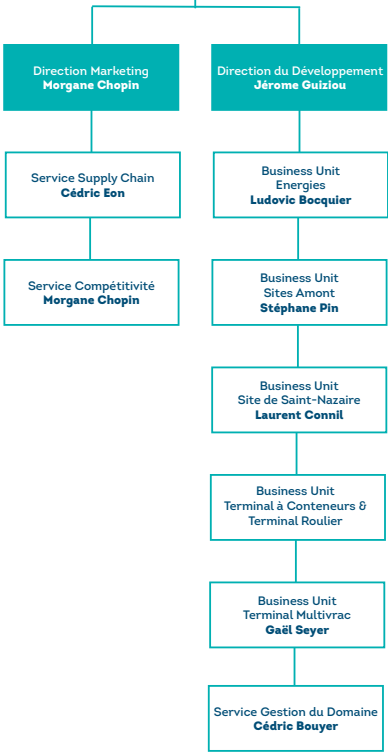 Direction Marketing
Morgane Chopin
Service Supply Chain
Cédric Eon
Service Compétitivité
Morgane Chopin
Direction du Développement
Jérome Guiziou
Business Unit
Energies
Ludovic Bocquier
Business Unit
Sites Amont
Stéphane Pin
Business Unit
Site de Saint-Nazaire
Laurent Connil
Business Unit
Terminal à Conteneurs &
Terminal Roulier
Business Unit
Terminal Multivrac
Gaël Seyer
Service Gestion du Domaine
Cédric Bouyer